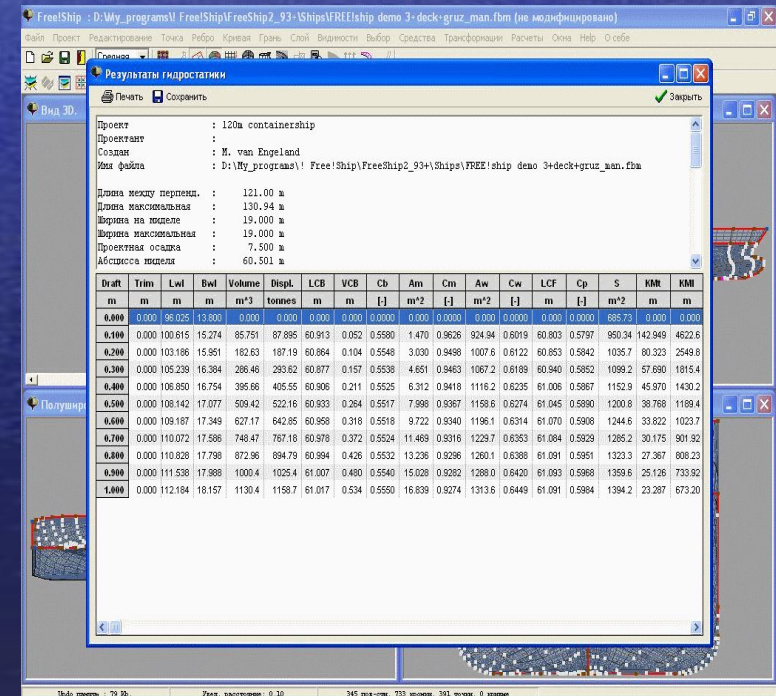 Free!Ship : D:\My_programs\! Free!Ship\FreeShip2_93+\Ships\FREE!ship demo 3+deck+gruz_man.fbm (не модифицировано)
Файл Проект Редактирование Точка Ребро Кривая Грань Слой Видимости Выбор Средства Трансформации Расчеты Окна Help О себе
Средняя
Вид 3D.
Результаты гидростатики
Печать Сохранить Закрыть
Проект : 120m containership
Проектант :
Создан : M. van Engeland
Имя файла : D:\My_programs\! Free!Ship\FreeShip2_93+\Ships\FREE!ship demo 3+deck+gruz_man.fbm
Длина между перпенд. : 121.00 m
Длина максимальная : 130.94 m
Ширина на миделе : 19.000 m
Ширина максимальная : 19.000 m
Проектная осадка : 7.500 m
Абсцисса миделя : 60.501 m
Draft Trim Lwl Bwl Volume Displ. LCB VCB Cb Am Cm Aw Cw LCF Cp S KMt KMl
m m m m m^3 tonnes m m [-] m^2 [-] m^2 [-] m [-] m^2 m m
0.000 0.000 96.025 13.800 0.000 0.000 0.000 0.000 0.0000 0.000 0.0000 0.000 0.0000 0.000 0.0000 685.73 0.000 0.000
0.100 0.000 100.615 15.274 85.751 87.895 60.913 0.052 0.5580 1.470 0.9626 924.94 0.6019 60.803 0.5797 950.34 142.949 4622.6
0.200 0.000 103.186 15.951 182.63 187.19 60.864 0.104 0.5548 3.030 0.9498 1007.6 0.6122 60.853 0.5842 1035.7 80.323 2549.8
0.300 0.000 105.239 16.384 286.46 293.62 60.877 0.157 0.5538 4.651 0.9463 1067.2 0.6189 60.940 0.5852 1099.2 57.690 1815.4
0.400 0.000 106.850 16.754 395.66 405.55 60.906 0.211 0.5525 6.312 0.9418 1116.2 0.6235 61.006 0.5867 1152.9 45.970 1430.2
0.500 0.000 108.142 17.077 509.42 522.16 60.933 0.264 0.5517 7.998 0.9367 1158.6 0.6274 61.045 0.5890 1200.8 38.768 1189.4
0.600 0.000 109.187 17.349 627.17 642.85 60.958 0.318 0.5518 9.722 0.9340 1196.1 0.6314 61.070 0.5908 1244.6 33.822 1023.7
0.700 0.000 110.072 17.586 748.47 767.18 60.978 0.372 0.5524 11.469 0.9316 1229.7 0.6353 61.084 0.5929 1285.2 30.175 901.92
0.800 0.000 110.828 17.798 872.96 894.79 60.994 0.426 0.5532 13.236 0.9296 1260.1 0.6388 61.091 0.5951 1323.3 27.367 808.23
0.900 0.000 111.538 17.988 1000.4 1025.4 61.007 0.480 0.5540 15.028 0.9282 1288.0 0.6420 61.093 0.5968 1359.6 25.126 733.92
1.000 0.000 112.184 18.157 1130.4 1158.7 61.017 0.534 0.5550 16.839 0.9274 1313.6 0.6449 61.091 0.5984 1394.2 23.287 673.20
Полушир
Undo память : 79 Kb.